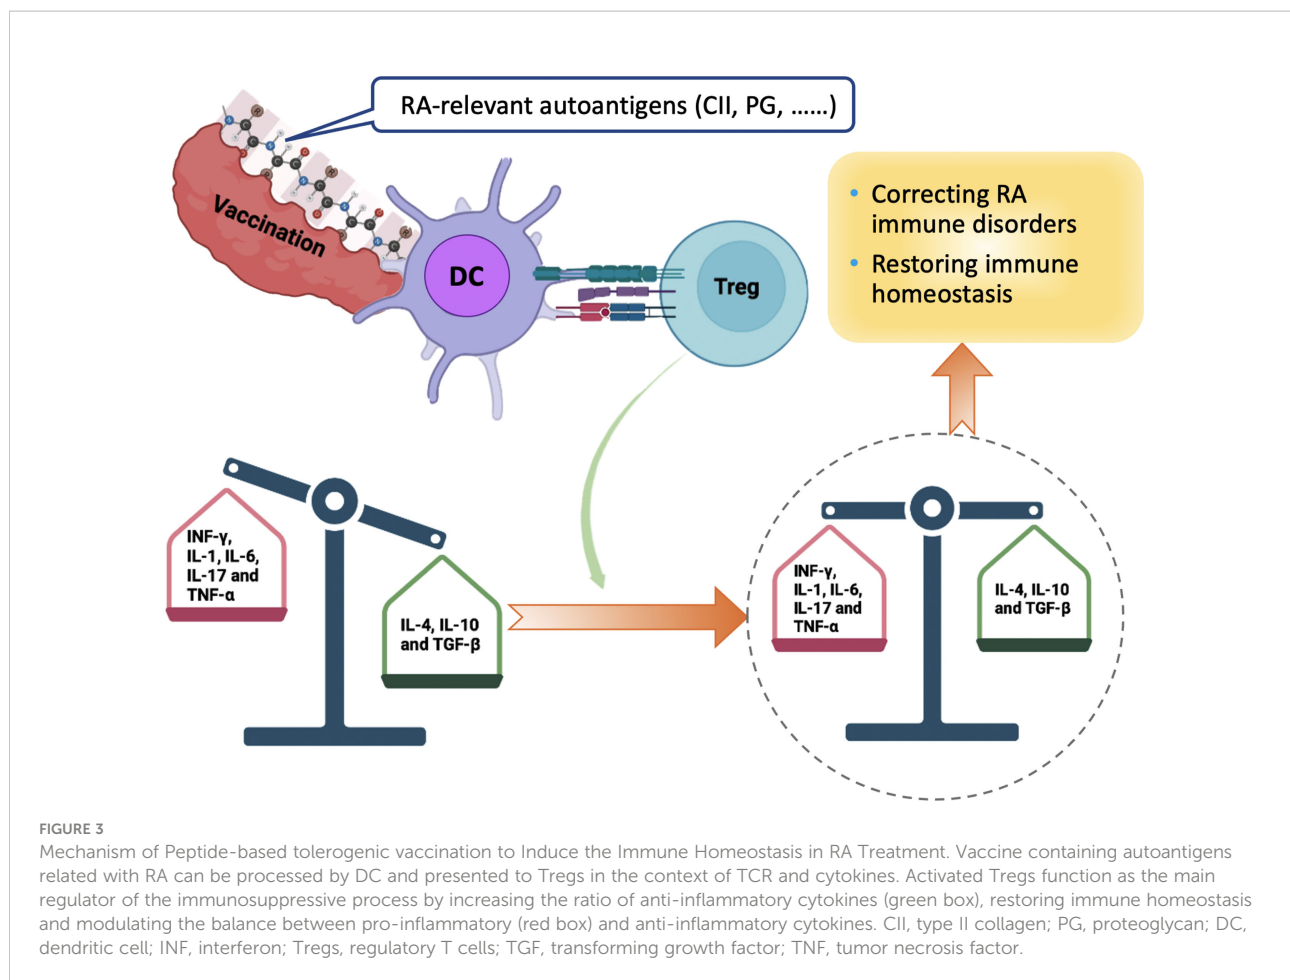 RA-relevant autoantigens (CII, PG, ......)
Vaccination
DC
Treg
• Correcting RA
immune disorders
• Restoring immune
homeostasis
INF-γ,
IL-1, IL-6,
IL-17 and
TNF-α
IL-4, IL-10
and TGF-β
INF-γ,
IL-1, IL-6,
IL-17 and
TNF-α
IL-4, IL-10
and TGF-β
FIGURE 3
Mechanism of Peptide-based tolerogenic vaccination to Induce the Immune Homeostasis in RA Treatment. Vaccine containing autoantigens
related with RA can be processed by DC and presented to Tregs in the context of TCR and cytokines. Activated Tregs function as the main
regulator of the immunosuppressive process by increasing the ratio of anti-inflammatory cytokines (green box), restoring immune homeostasis
and modulating the balance between pro-inflammatory (red box) and anti-inflammatory cytokines. CII, type II collagen; PG, proteoglycan; DC,
dendritic cell; INF, interferon; Tregs, regulatory T cells; TGF, transforming growth factor; TNF, tumor necrosis factor.